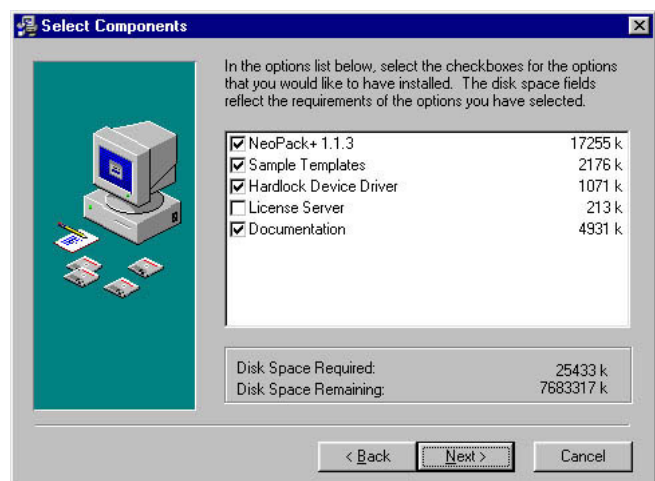 Select Components
In the options list below, select the checkboxes for the options
that you would like to have installed. The disk space fields
reflect the requirements of the options you have selected.
NeoPack+ 1.1.3 17255 k
Sample Templates 2176 k
Hardlock Device Driver 1071 k
License Server 213 k
Documentation 4931 k
Disk Space Required: 25433 k
Disk Space Remaining: 7683317 k
< Back Next > Cancel